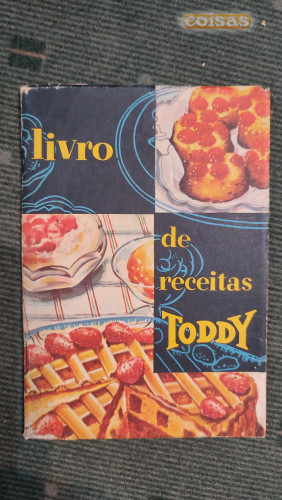 coisas
livro
de
receitas
TODDY